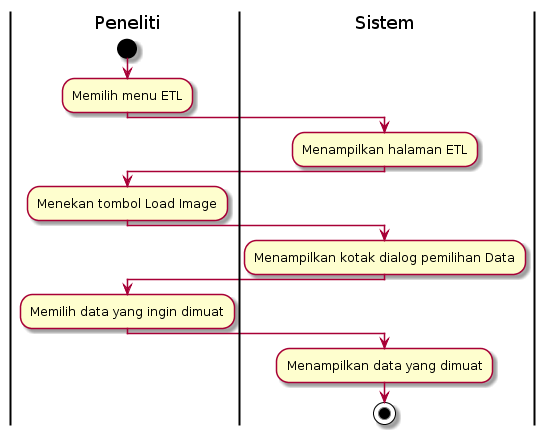 Peneliti
Sistem
Memilih menu ETL
Menampilkan halaman ETL
Menekan tombol Load Image
Menampilkan kotak dialog pemilihan Data
Memilih data yang ingin dimuat
Menampilkan data yang dimuat